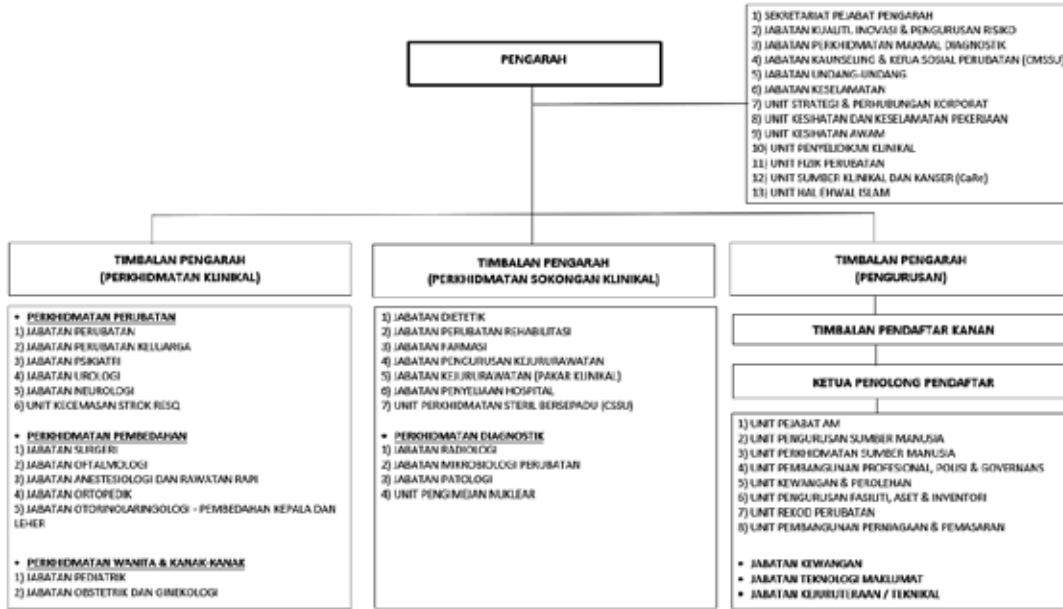 PENGARAH
1) SEKRETARIAT PEJABAT PENGARAH
2) JABATAN KUALITI, INOVASI & PENGURUSAN RISIKO
3) JABATAN PERKHIDMATAN MAKMAL DIAGNOSTIK
4) JABATAN KAUNSELING & KERJA SOSIAL PERUBATAN (CMSSU)
5) JABATAN UNDANG-UNDANG
6) JABATAN KESELAMATAN
7) UNIT STRATEGI & PERHUBUNGAN KORPORAT
8) UNIT KESIHATAN DAN KESELAMATAN PEKERJAAN
9) UNIT KESIHATAN AWAM
10) UNIT PENYELIDIKAN KLINIKAL
11) UNIT FIZIK PERUBATAN
12) UNIT SUMBER KLINIKAL DAN KANSER (CaRe)
13) UNIT HAL EHWAL ISLAM
TIMBALAN PENGARAH
(PERKHIDMATAN KLINIKAL)
• PERKHIDMATAN PERUBATAN
1) JABATAN PERUBATAN
2) JABATAN PERUBATAN KELUARGA
3) JABATAN PSIKIATRI
4) JABATAN UROLOGI
5) JABATAN NEUROLOGI
6) UNIT KECEMASAN STROK RESQ
• PERKHIDMATAN PEMBEDAHAN
1) JABATAN SURGERI
2) JABATAN OFTALMOLOGI
3) JABATAN ANESTESIOLOGI DAN RAWATAN RAPI
4) JABATAN ORTOPEDIK
5) JABATAN OTORINOLARINGOLOGI - PEMBEDAHAN KEPALA DAN
LEHER
• PERKHIDMATAN WANITA & KANAK-KANAK
1) JABATAN PEDIATRIK
2) JABATAN OBSTETRIK DAN GINEKOLOGI
TIMBALAN PENGARAH
(PERKHIDMATAN SOKONGAN KLINIKAL)
1) JABATAN DIETETIK
2) JABATAN PERUBATAN REHABILITASI
3) JABATAN FARMASI
4) JABATAN PENGURUSAN KEJURURAWATAN
5) JABATAN KEJURURAWATAN (PAKAR KLINIKAL)
6) JABATAN PENYELIAAN HOSPITAL
7) UNIT PERKHIDMATAN STERIL BERSEPADU (CSSU)
• PERKHIDMATAN DIAGNOSTIK
1) JABATAN RADIOLOGI
2) JABATAN MIKROBIOLOGI PERUBATAN
3) JABATAN PATOLOGI
4) UNIT PENGIMEJAN NUKLEAR
TIMBALAN PENGARAH
(PENGURUSAN)
TIMBALAN PENDAFTAR KANAN
KETUA PENOLONG PENDAFTAR
1) UNIT PEJABAT AM
2) UNIT PENGURUSAN SUMBER MANUSIA
3) UNIT PERKHIDMATAN SUMBER MANUSIA
4) UNIT PEMBANGUNAN PROFESIONAL, POLISI & GOVERNANS
5) UNIT KEWANGAN & PEROLEHAN
6) UNIT PENGURUSAN FASILITI, ASET & INVENTORI
7) UNIT REKOD PERUBATAN
8) UNIT PEMBANGUNAN PERNIAGAAN & PEMASARAN
• JABATAN KEWANGAN
• JABATAN TEKNOLOGI MAKLUMAT
• JABATAN KEJURUTERAAN / TEKNIKAL